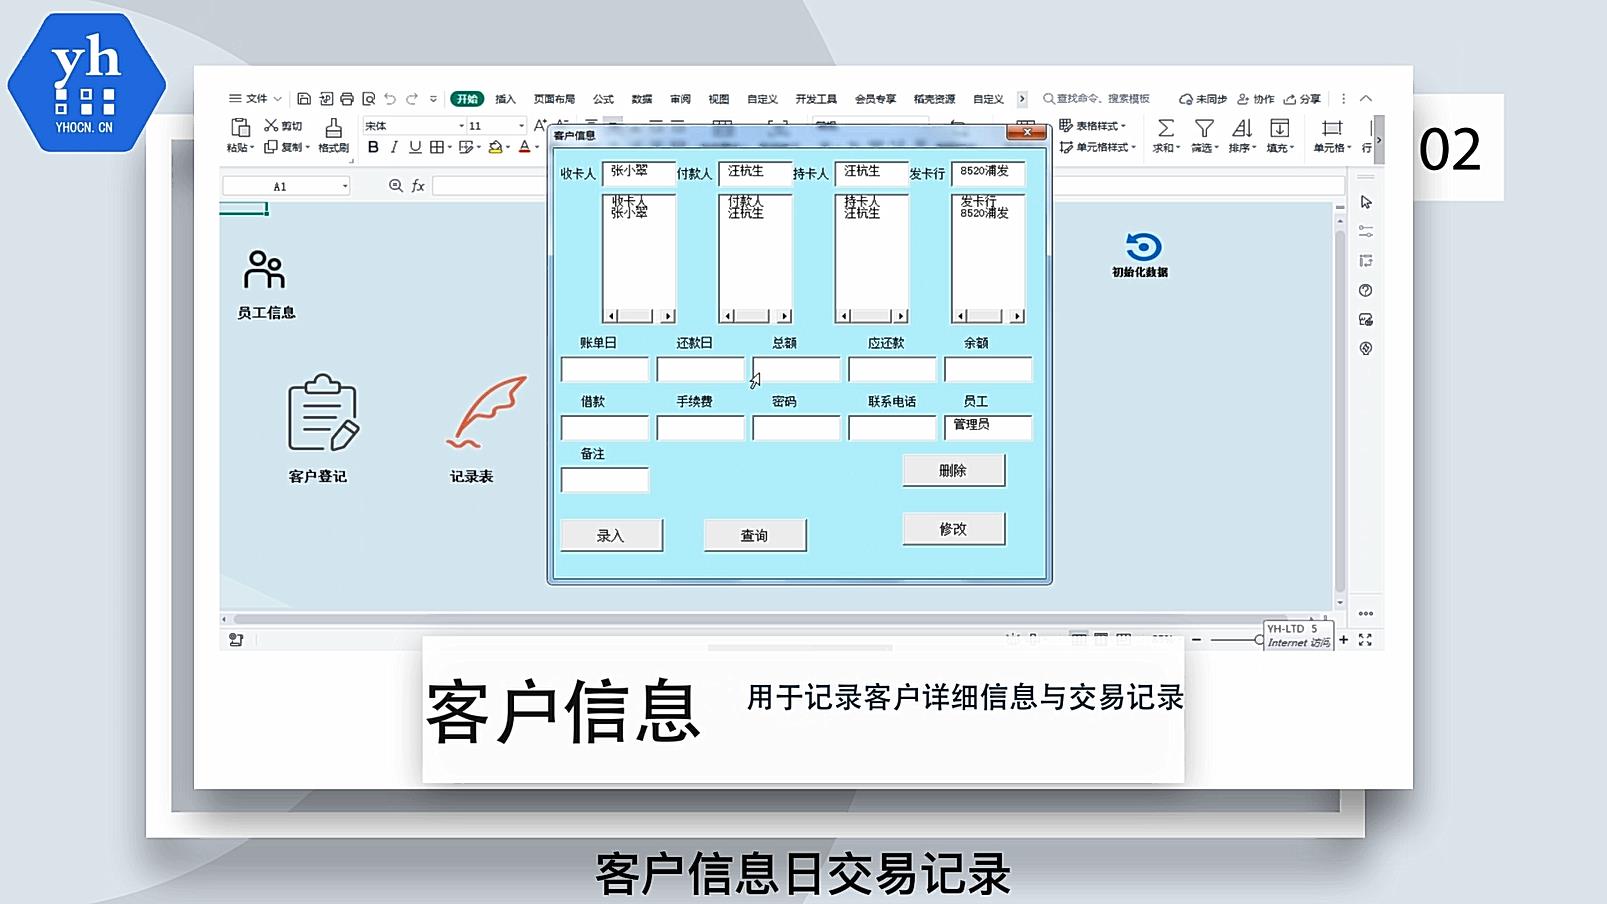 yh
YHOCN.CN
02
文件
开始
插入
页面布局
公式
数据
审阅
视图
自定义
开发工具
会员专享
稻壳资源
自定义
查找命令、搜索模板
未同步
协作
分享
粘贴
剪切
复制
格式刷
宋体
11
B I U
A
表格样式
单元格样式
求和
筛选
排序
填充
单元格
行
A1
fx
员工信息
客户登记
记录表
初始化数据
客户信息
收卡人
张小翠
付款人
汪杭生
持卡人
汪杭生
发卡行
8520浦发
收卡人
张小翠
付款人
汪杭生
持卡人
汪杭生
发卡行
8520浦发
账单日
还款日
总额
应还款
余额
借款
手续费
密码
联系电话
员工
管理员
备注
删除
录入
查询
修改
YH-LTD 5
Internet 访问
客户信息
用于记录客户详细信息与交易记录
客户信息日交易记录